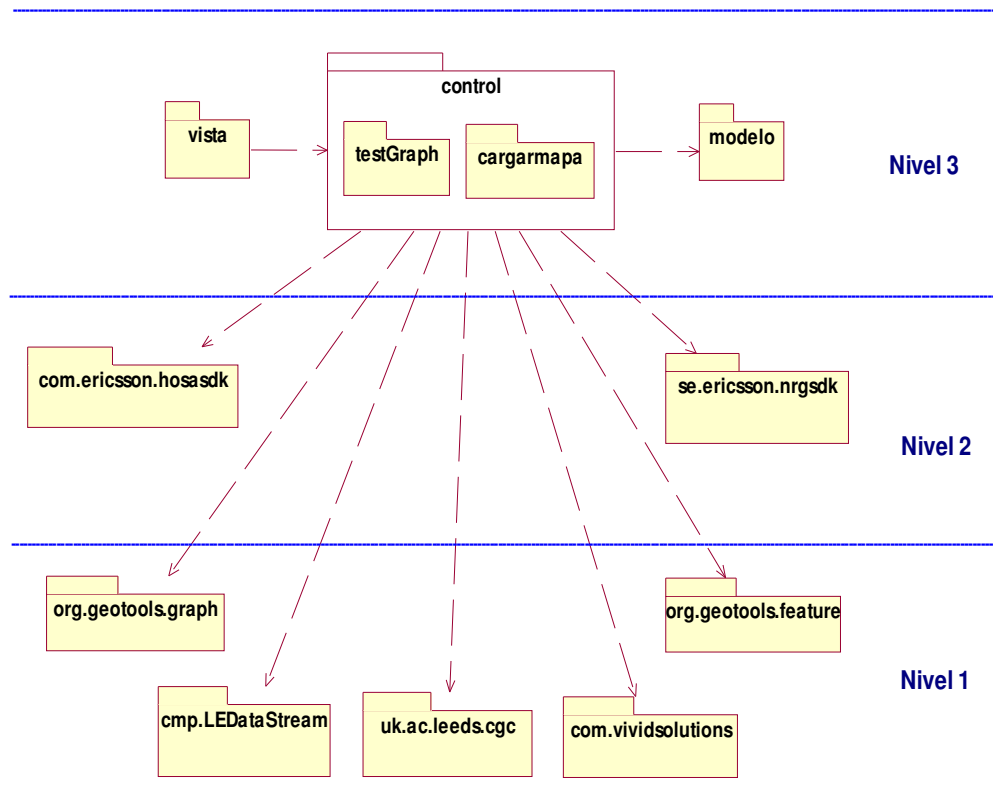 control
vista
testGraph
cargarmapa
modelo
Nivel 3
com.ericsson.hosasdk
se.ericsson.nrgsdk
Nivel 2
org.geotools.graph
org.geotools.feature
Nivel 1
cmp.LEDataStream
uk.ac.leeds.cgc
com.vividsolutions